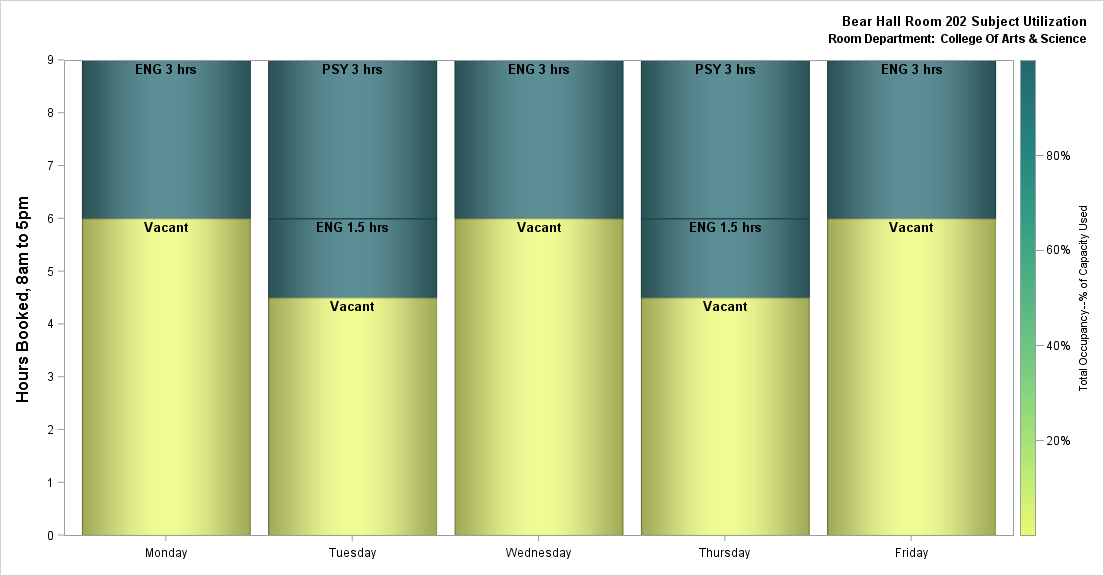 Bear Hall Room 202 Subject Utilization
Room Department: College Of Arts & Science
Hours Booked, 8am to 5pm
9
8
7
6
5
4
3
2
1
0
ENG 3 hrs
Vacant
PSY 3 hrs
ENG 1.5 hrs
Vacant
ENG 3 hrs
Vacant
PSY 3 hrs
ENG 1.5 hrs
Vacant
ENG 3 hrs
Vacant
Monday
Tuesday
Wednesday
Thursday
Friday
80%
60%
40%
20%
Total Occupancy--% of Capacity Used